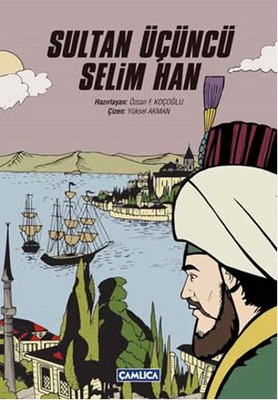 SULTAN ÜÇÜNCÜ
SELİM HAN
Hazırlayan: Özcan F. KOÇOĞLU
Çizen: Yüksel AKMAN
ÇAMLICA